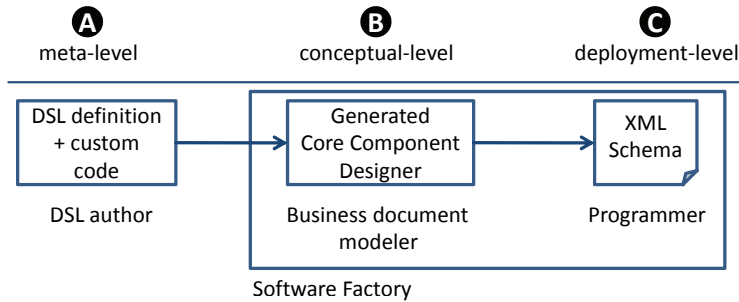 A B C
meta-level conceptual-level deployment-level
DSL definition
+ custom
code
Generated
Core Component
Designer
XML
Schema
DSL author
Business document
modeler
Programmer
Software Factory